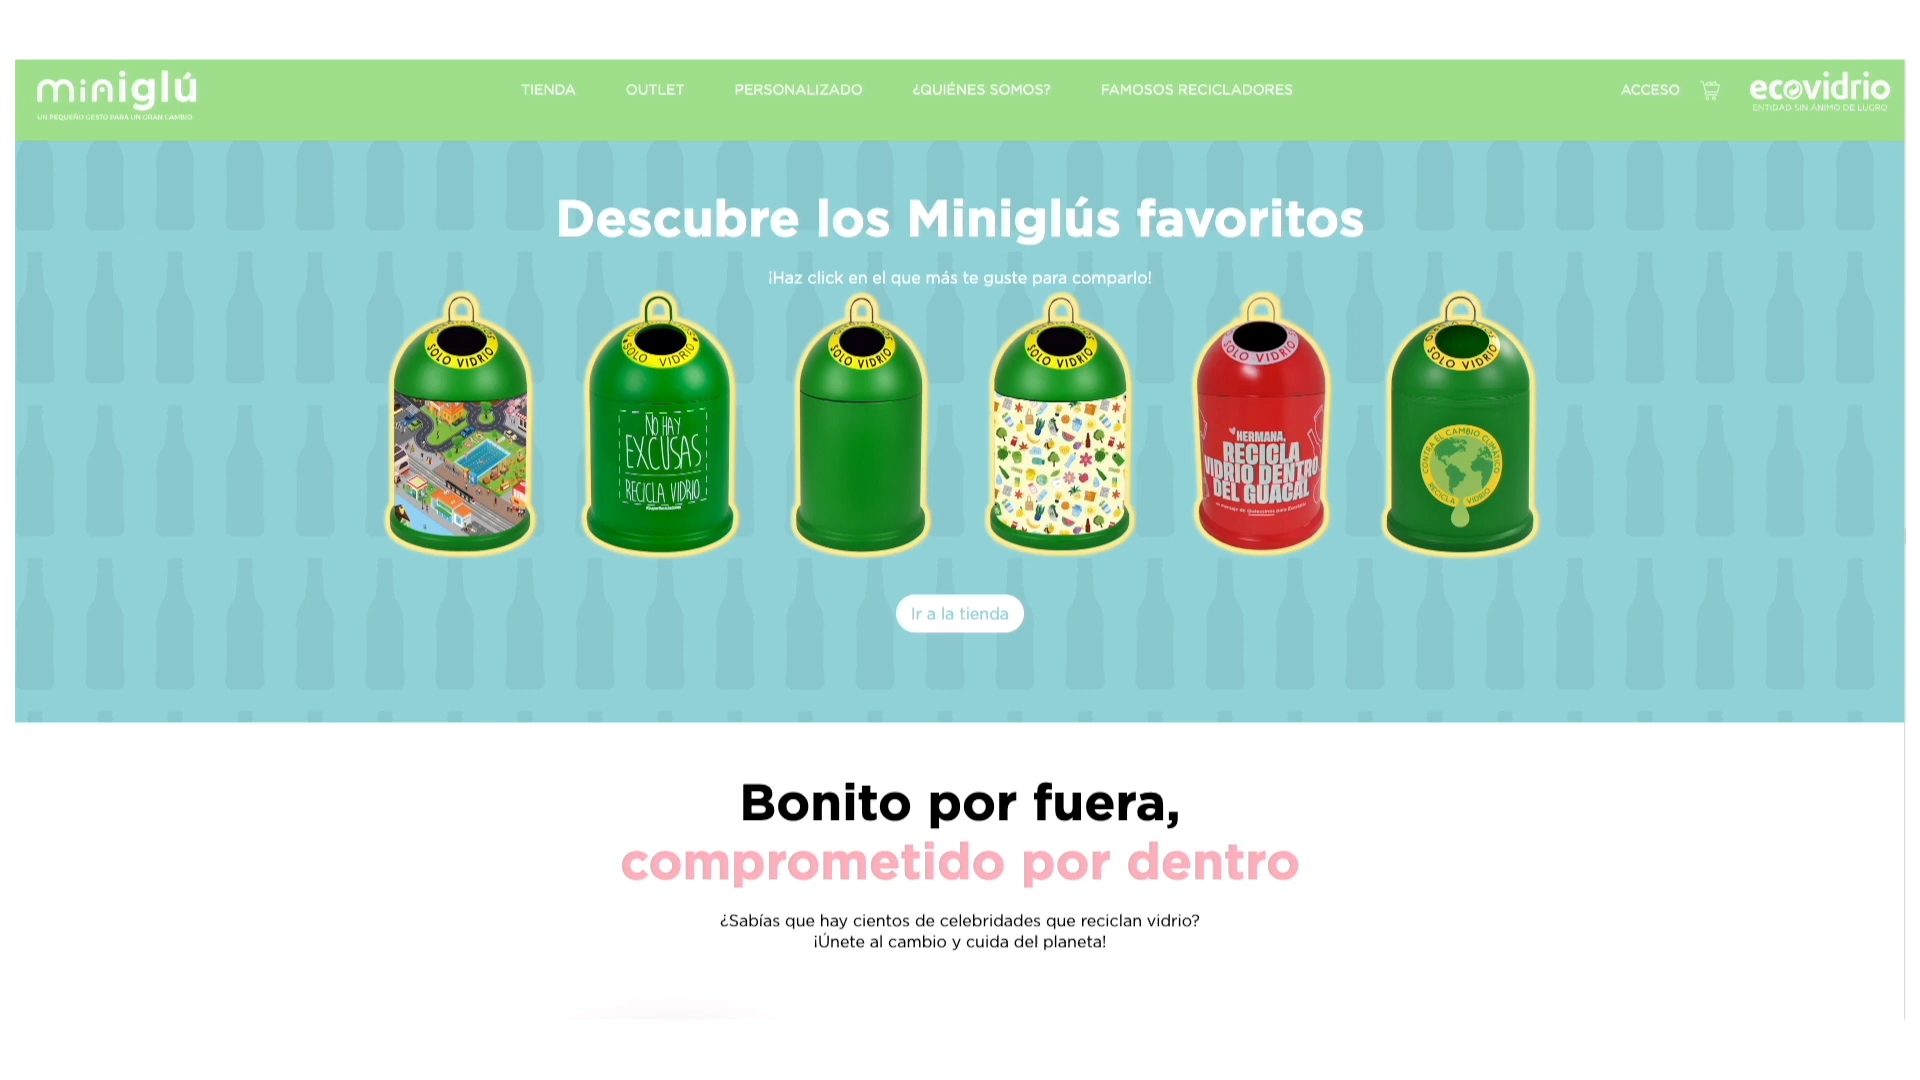 miniglú
UN PEQUEÑO GESTO PARA UN GRAN CAMBIO
TIENDA
OUTLET
PERSONALIZADO
¿QUIÉNES SOMOS?
FAMOSOS RECICLADORES
ACCESO
ecovidrio
ENTIDAD SIN ÁNIMO DE LUCRO
Descubre los Miniglús favoritos
¡Haz click en el que más te guste para comparlo!
SOLO VIDRIO
SOLO VIDRIO
NO HAY
EXCUSAS
RECICLA VIDRIO
SOLO VIDRIO
SOLO VIDRIO
SOLO VIDRIO
HERMANA,
RECICLA
VIDRIO DENTRO
DEL GUACAL
SOLO VIDRIO
CONTRA EL CAMBIO CLIMÁTICO
RECICLA VIDRIO
Ir a la tienda
Bonito por fuera,
comprometido por dentro
¿Sabías que hay cientos de celebridades que reciclan vidrio?
¡Únete al cambio y cuida del planeta!